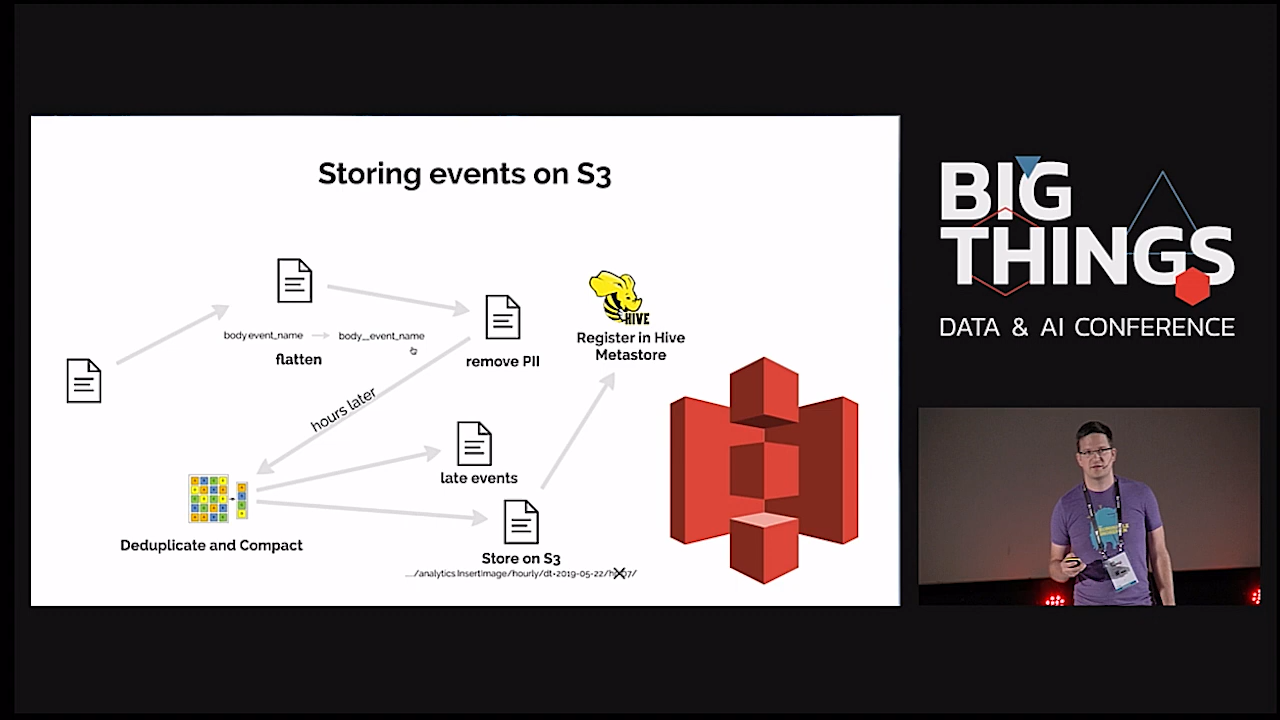 Storing events on S3
body event_name
body__event_name
flatten
remove PII
HIVE
Register in Hive
Metastore
hours later
late events
Deduplicate and Compact
Store on S3
BIG
THINGS
DATA & AI CONFERENCE